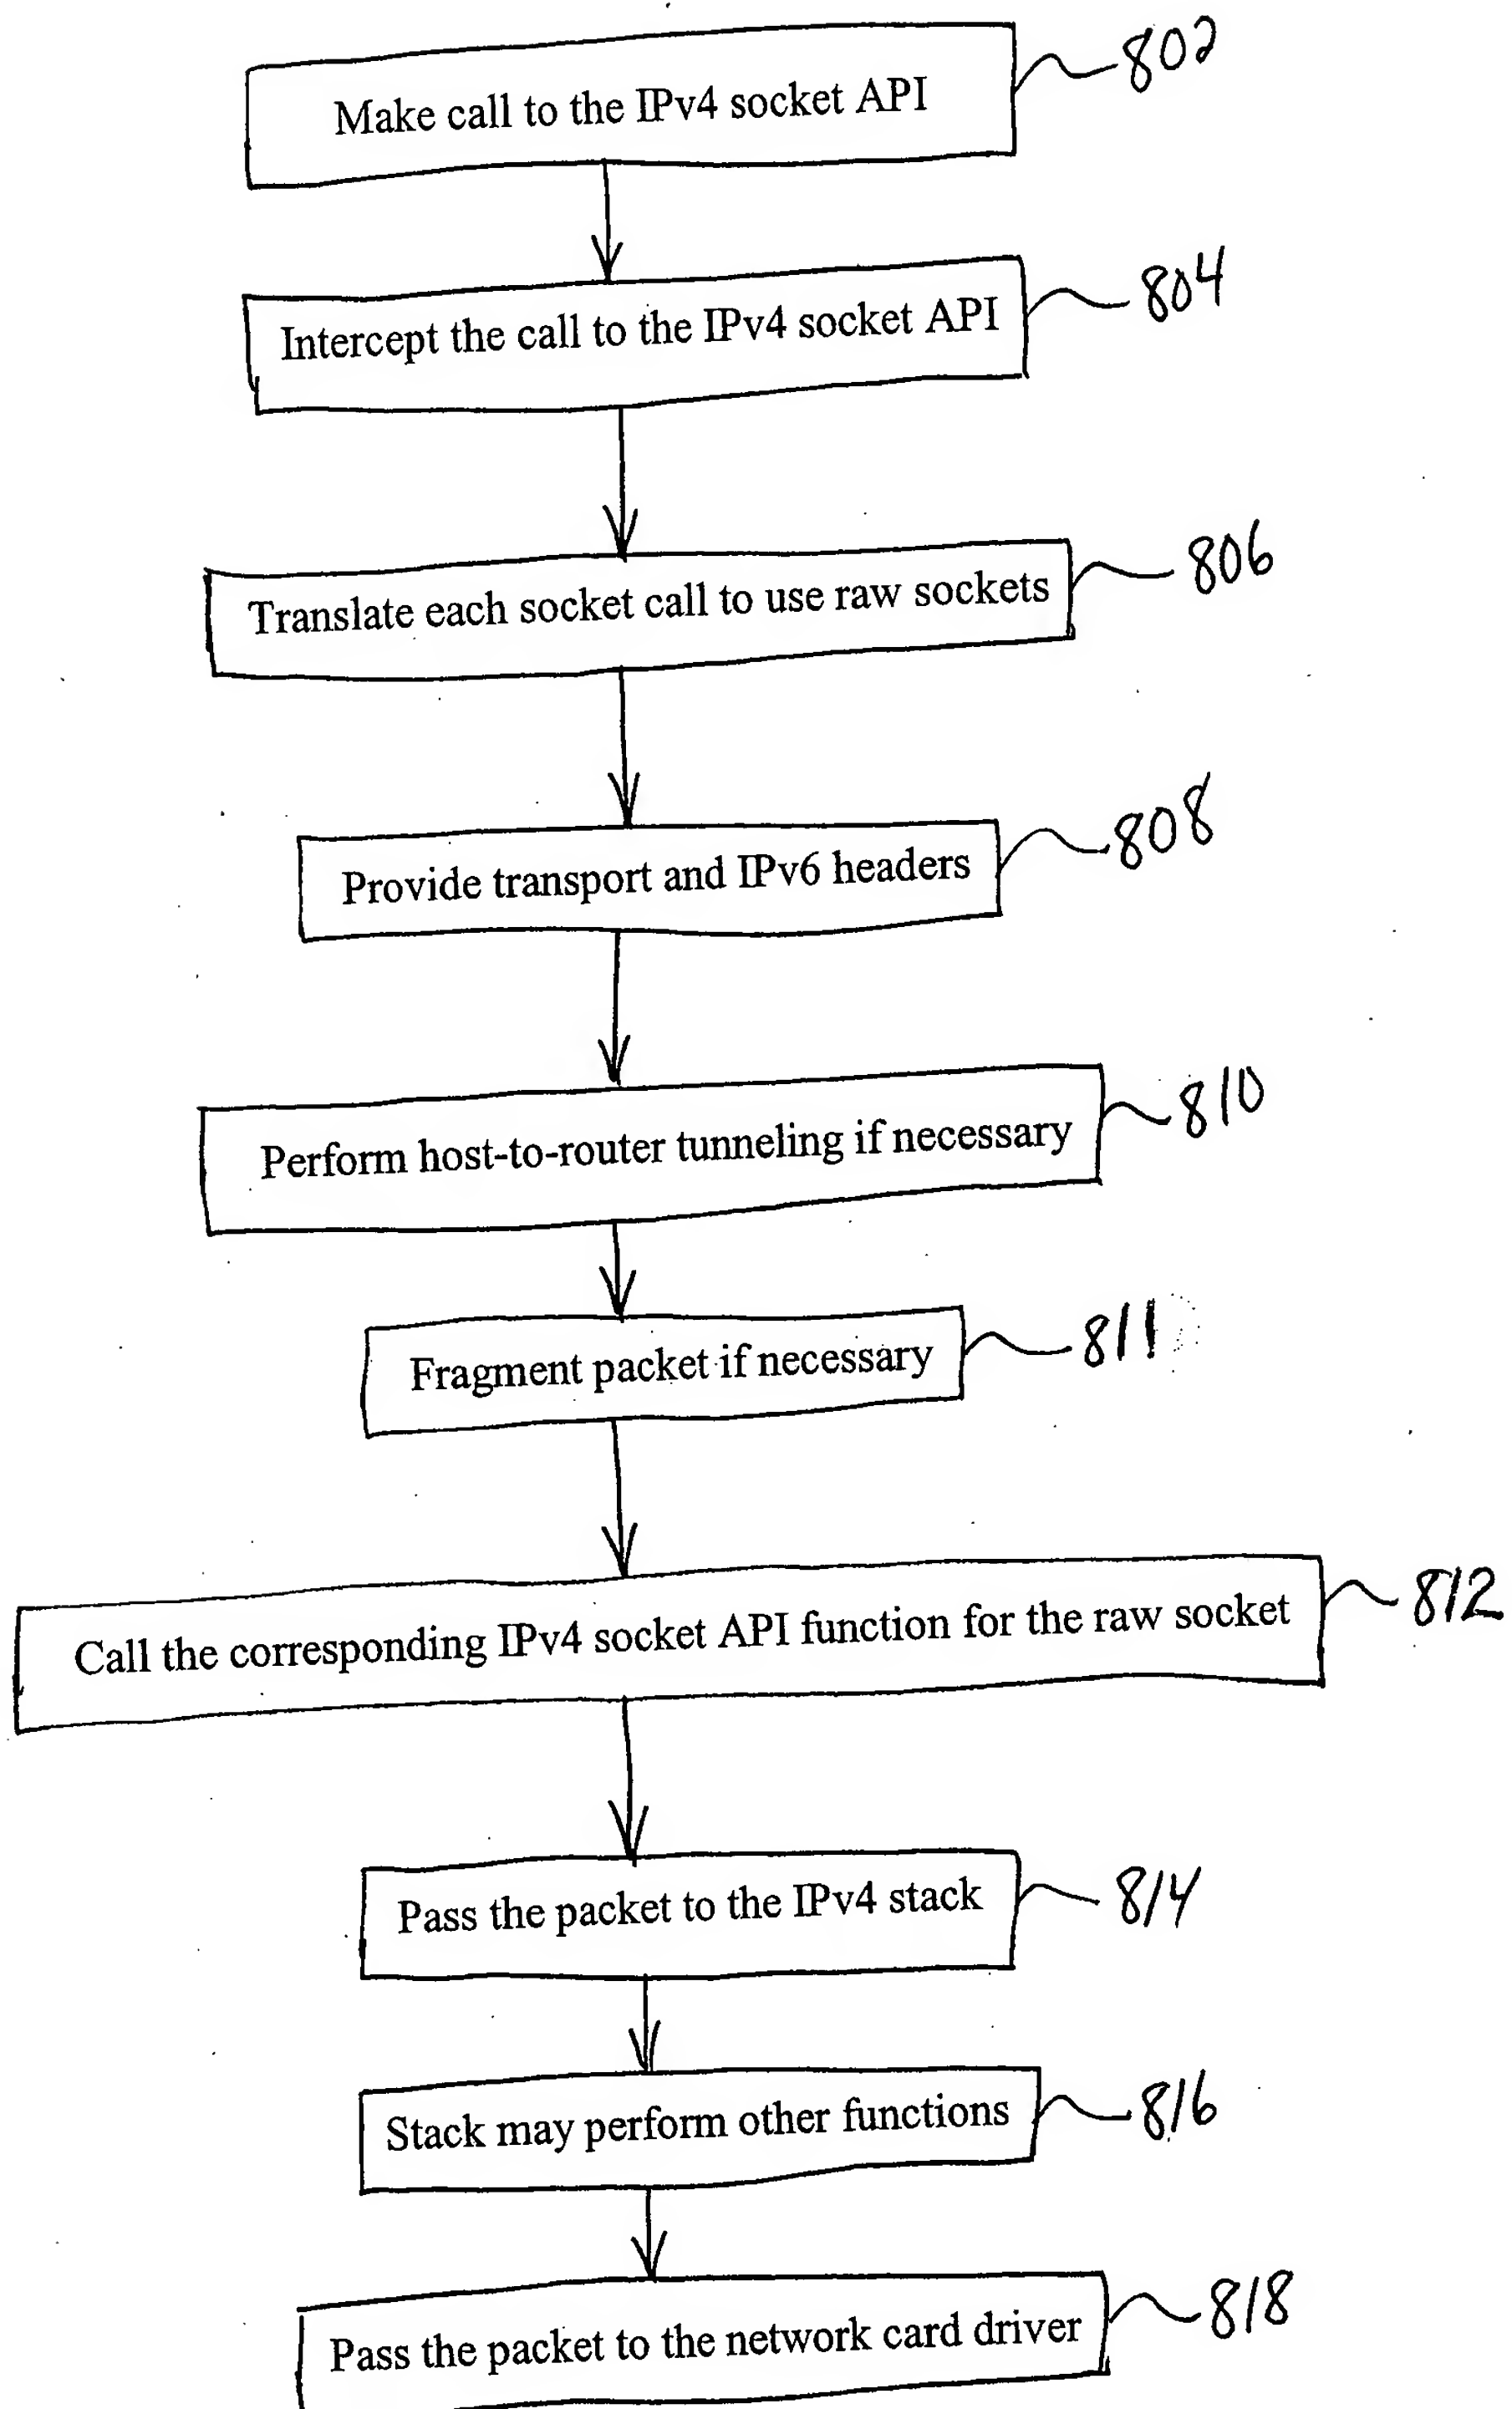 Make call to the IPv4 socket API
802
Intercept the call to the IPv4 socket API
804
Translate each socket call to use raw sockets
806
Provide transport and IPv6 headers
808
Perform host-to-router tunneling if necessary
810
Fragment packet if necessary
811
Call the corresponding IPv4 socket API function for the raw socket
812
Pass the packet to the IPv4 stack
814
Stack may perform other functions
816
Pass the packet to the network card driver
818